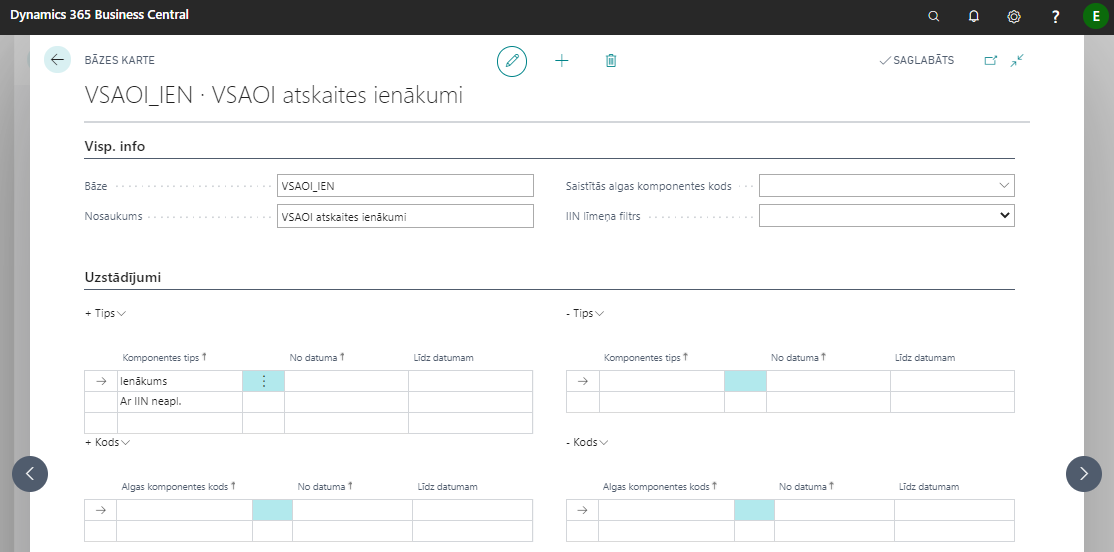 Dynamics 365 Business Central
? E
BĀZES KARTE
SAGLABĀTS
VSAOI_IEN · VSAOI atskaites ienākumi
Visp. info
Bāze VSAOI_IEN
Saistītās algas komponentes kods
Nosaukums VSAOI atskaites ienākumi
IIN līmeņa filtrs
Uzstādījumi
+ Tips
- Tips
Komponentes tips ↑ No datuma ↑ Līdz datumam
Komponentes tips ↑ No datuma ↑ Līdz datumam
Ienākums
Ar IIN neapl.
+ Kods
- Kods
Algas komponentes kods ↑ No datuma ↑ Līdz datumam
Algas komponentes kods ↑ No datuma ↑ Līdz datumam